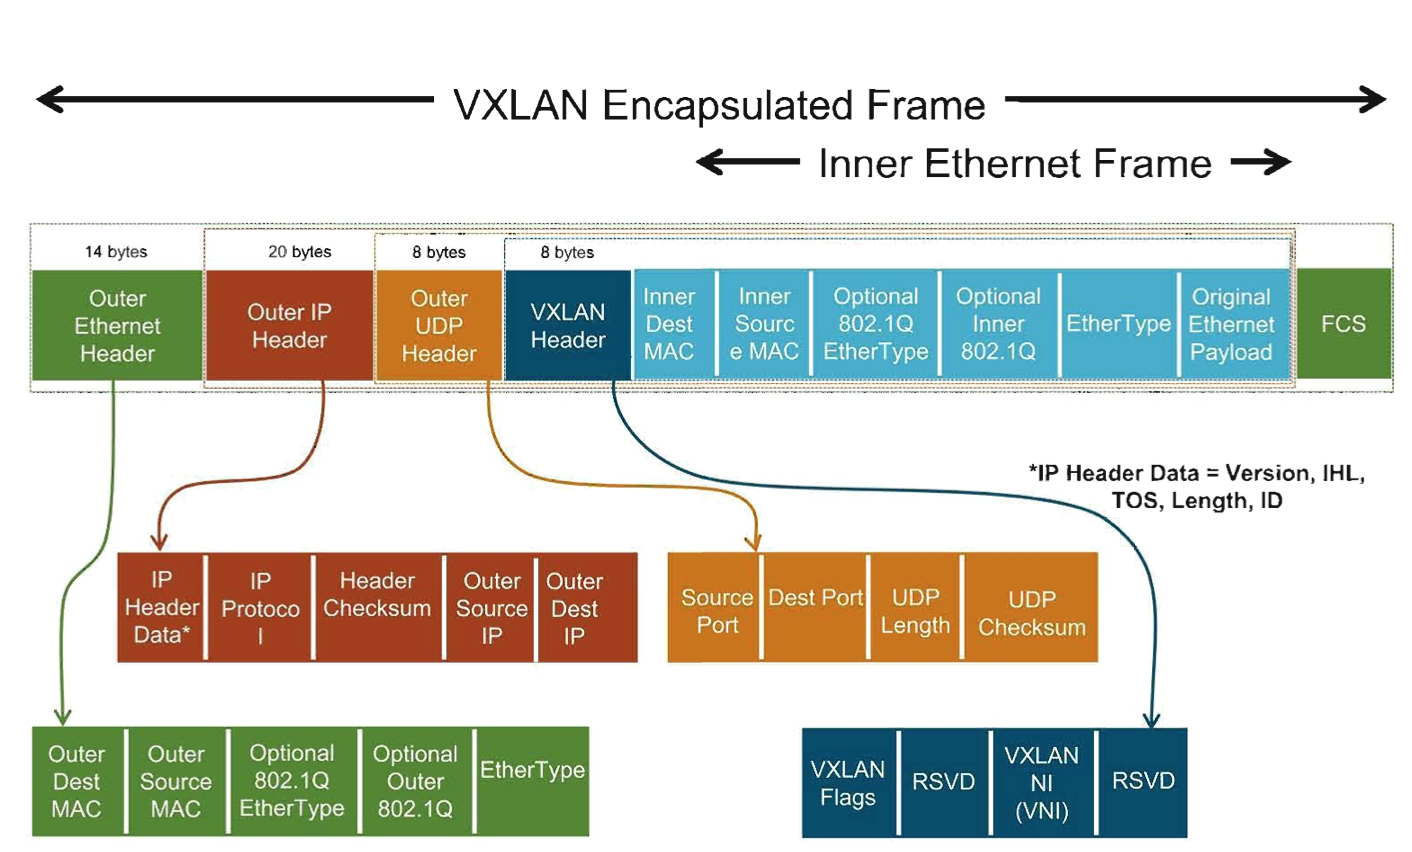 VXLAN Encapsulated Frame
Inner Ethernet Frame
14 bytes
20 bytes
8 bytes
8 bytes
Outer
Ethernet
Header
Outer IP
Header
Outer
UDP
Header
VXLAN
Header
Inner
Dest
MAC
Inner
Sourc
e MAC
Optional
802.1Q
EtherType
Optional
Inner
802.1Q
EtherType
Original
Ethernet
Payload
FCS
*IP Header Data = Version, IHL,
TOS, Length, ID
IP
Header
Data*
IP
Protoco
l
Header
Checksum
Outer
Source
IP
Outer
Dest
IP
Source
Port
Dest Port
UDP
Length
UDP
Checksum
Outer
Dest
MAC
Outer
Source
MAC
Optional
802.1Q
EtherType
Optional
Outer
802.1Q
EtherType
VXLAN
Flags
RSVD
VXLAN
NI
(VNI)
RSVD